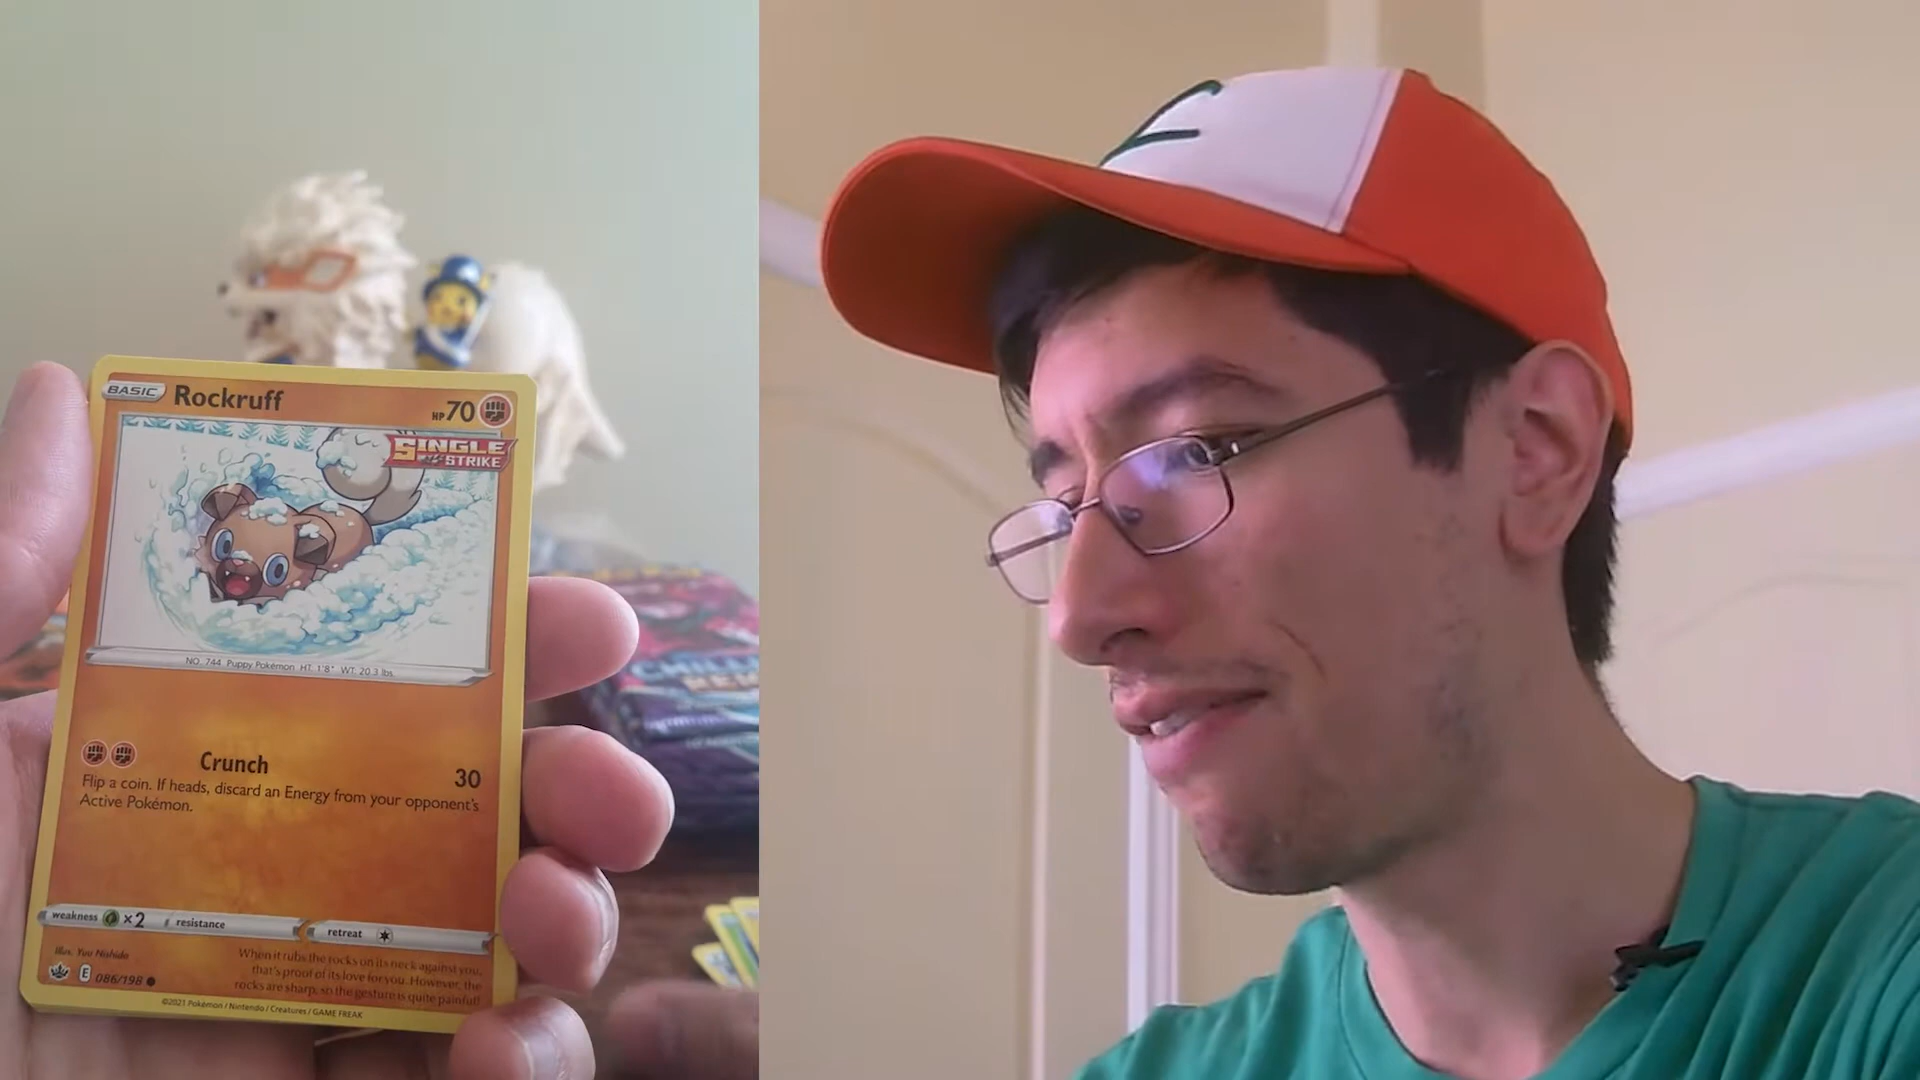 BASIC Rockruff HP 70
SINGLE
STRIKE
NO. 744 Puppy Pokémon HT: 1'8" WT: 20.3 lbs.
Crunch 30
Flip a coin. If heads, discard an Energy from your opponent's
Active Pokémon.
weakness ×2 resistance retreat
Illus. Yuu Nishida
When it rubs the rocks on its neck against you,
that's proof of its love for you. However, the
rocks are sharp, so the gesture is quite painful!
E 086/198
©2021 Pokémon / Nintendo / Creatures / GAME FREAK